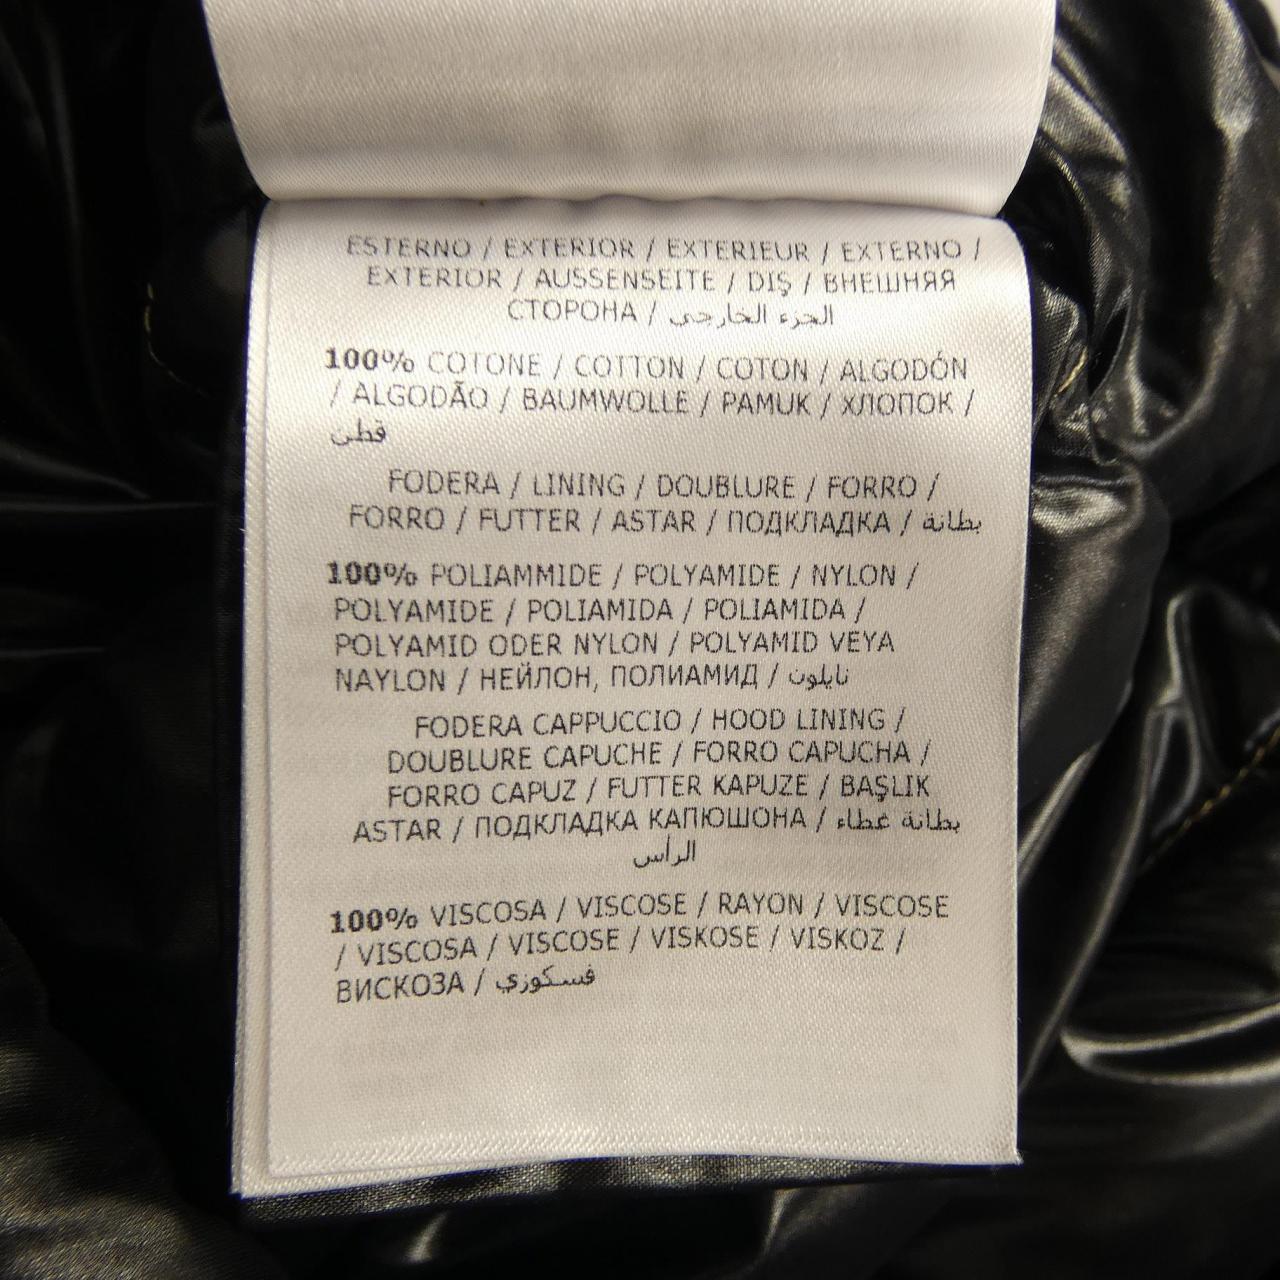 ESTERNO / EXTERIOR / EXTERIEUR / EXTERNO /
EXTERIOR / AUSSENSEITE / DIŞ / ВНЕШНЯЯ
СТОРОНА / الجزء الخارجي
100% COTONE / COTTON / COTON / ALGODÓN
/ ALGODÃO / BAUMWOLLE / PAMUK / ХЛОПОК /
قطن
FODERA / LINING / DOUBLURE / FORRO /
FORRO / FUTTER / ASTAR / ПОДКЛАДКА / بطانة
100% POLIAMMIDE / POLYAMIDE / NYLON /
POLYAMIDE / POLIAMIDA / POLIAMIDA /
POLYAMID ODER NYLON / POLYAMID VEYA
NAYLON / НЕЙЛОН, ПОЛИАМИД / نايلون
FODERA CAPPUCCIO / HOOD LINING /
DOUBLURE CAPUCHE / FORRO CAPUCHA /
FORRO CAPUZ / FUTTER KAPUZE / BAŞLIK
ASTAR / ПОДКЛАДКА КАПЮШОНА / بطانة غطاء
الرأس
100% VISCOSA / VISCOSE / RAYON / VISCOSE
/ VISCOSA / VISCOSE / VISKOSE / VISKOZ /
ВИСКОЗА / فسكوزي